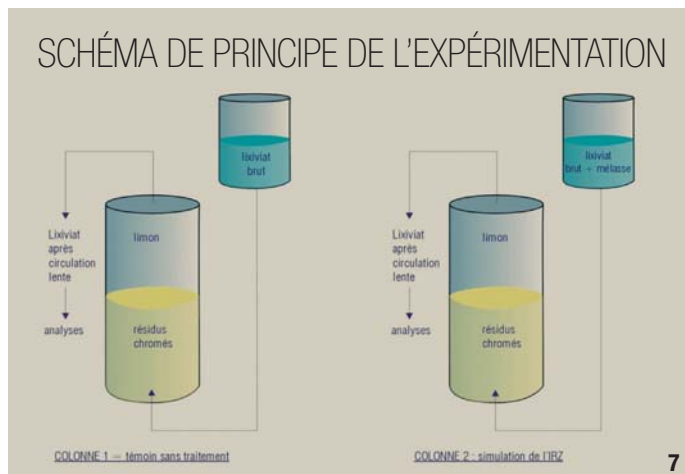 SCHÉMA DE PRINCIPE DE L'EXPÉRIMENTATION
lixiviat
brut
Lixiviat
après
circulation
lente
analyses
limon
résidus
chromés
COLONNE 1 – témoin sans traitement
lixiviat
brut + mélasse
Lixiviat
après
circulation
lente
analyses
limon
résidus
chromés
COLONNE 2 : simulation de l'IRZ
7